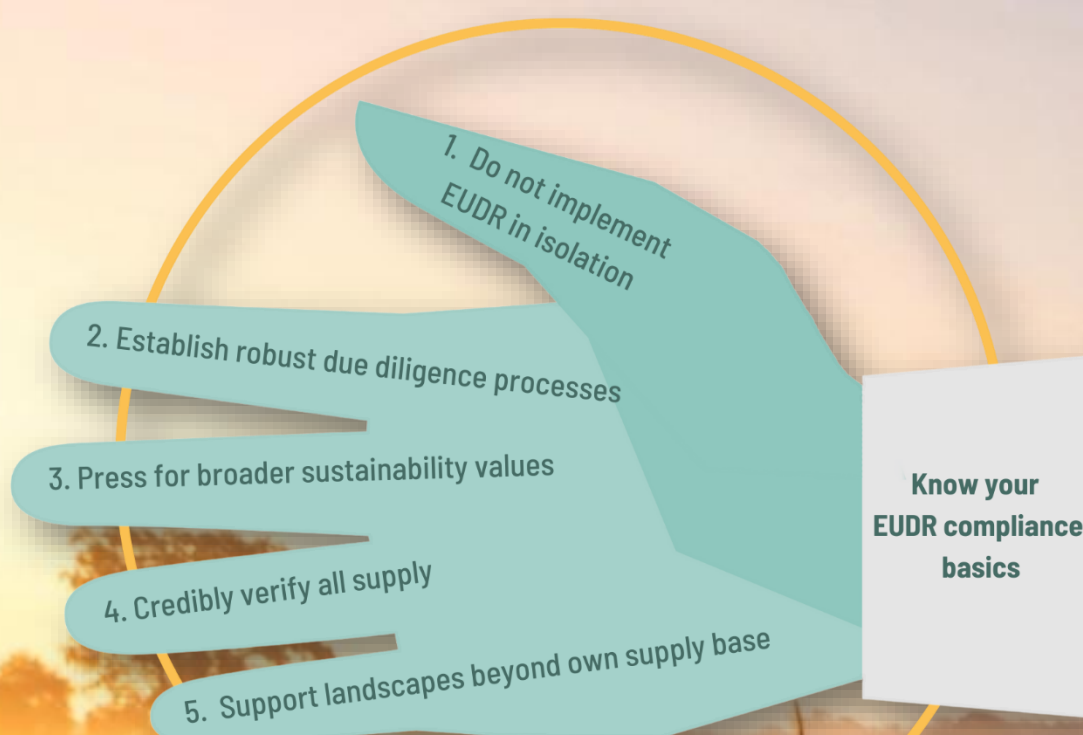 1. Do not implement
EUDR in isolation
2. Establish robust due diligence processes
3. Press for broader sustainability values
4. Credibly verify all supply
5. Support landscapes beyond own supply base
Know your
EUDR compliance
basics